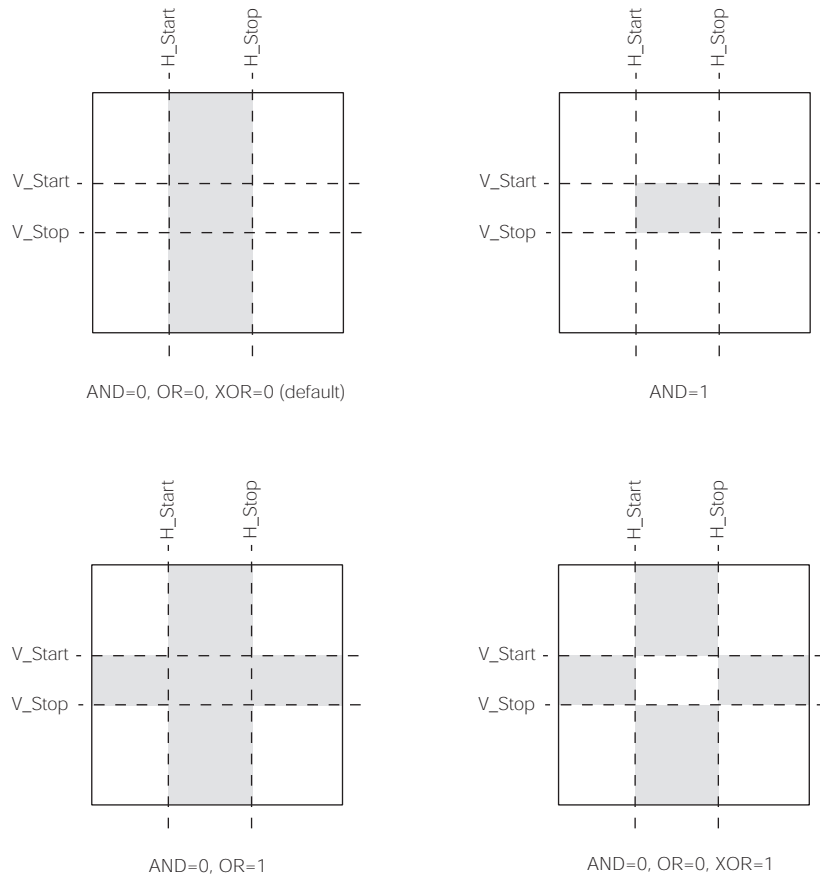 H_Start
H_Stop
V_Start
V_Stop
AND=0, OR=0, XOR=0 (default)
H_Start
H_Stop
V_Start
V_Stop
AND=1
H_Start
H_Stop
V_Start
V_Stop
AND=0, OR=1
H_Start
H_Stop
V_Start
V_Stop
AND=0, OR=0, XOR=1